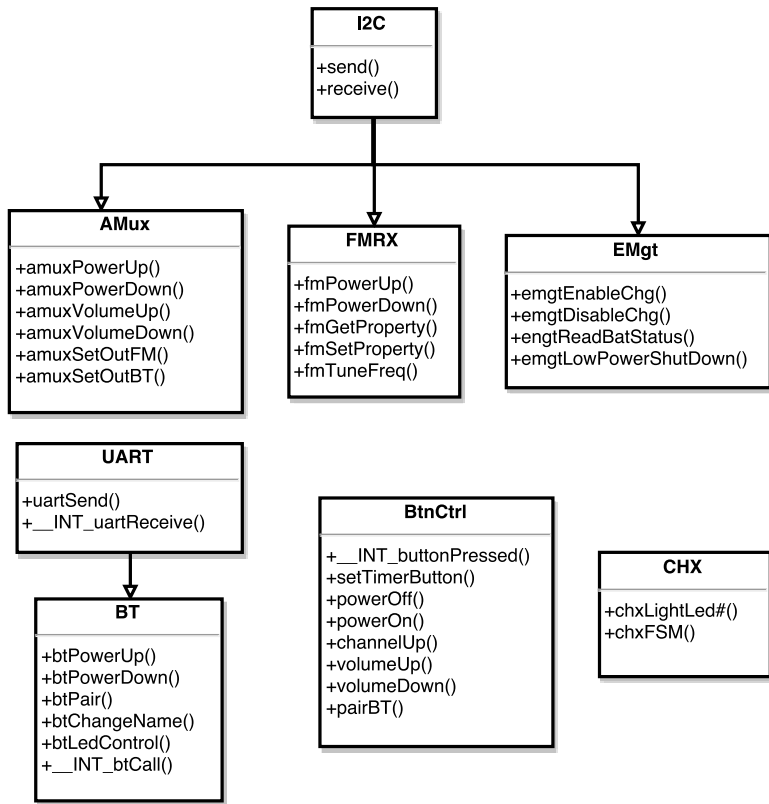 I2C
+send()
+receive()
AMux
+amuxPowerUp()
+amuxPowerDown()
+amuxVolumeUp()
+amuxVolumeDown()
+amuxSetOutFM()
+amuxSetOutBT()
FMRX
+fmPowerUp()
+fmPowerDown()
+fmGetProperty()
+fmSetProperty()
+fmTuneFreq()
EMgt
+emgtEnableChg()
+emgtDisableChg()
+engtReadBatStatus()
+emgtLowPowerShutDown()
UART
+uartSend()
+__INT_uartReceive()
BT
+btPowerUp()
+btPowerDown()
+btPair()
+btChangeName()
+btLedControl()
+__INT_btCall()
BtnCtrl
+__INT_buttonPressed()
+setTimerButton()
+powerOff()
+powerOn()
+channelUp()
+volumeUp()
+volumeDown()
+pairBT()
CHX
+chxLightLed#()
+chxFSM()